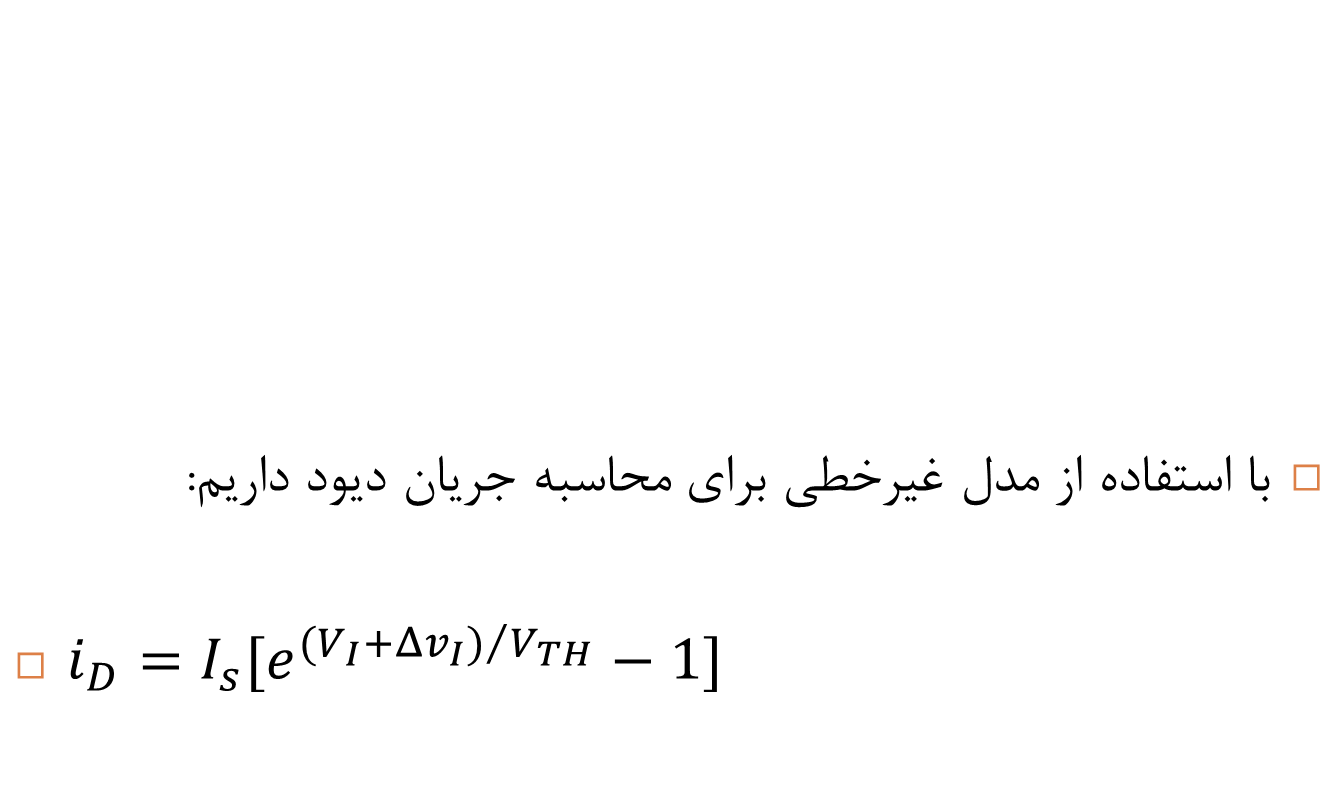 با استفاده از مدل غیرخطی برای محاسبه جریان دیود داریم:
i_D = I_s[e^{(V_I+Δv_I)/V_{TH}} − 1]